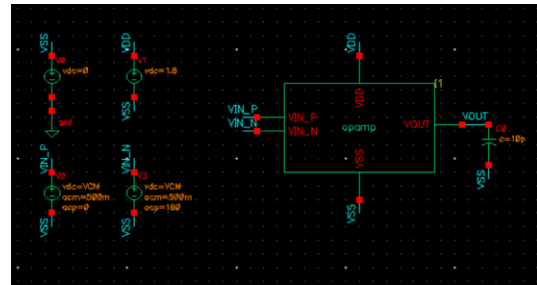 VSS
V0
vdc=0
gnd
VDD
V1
vdc=1.8
VSS
VIN_P
V2
vdc=VCM
acm=500m
acp=0
VSS
VIN_N
V3
vdc=VCM
acm=500m
acp=180
VSS
VDD
VDD
VIN_P
VIN_N
VIN_P
VIN_N
opamp
VOUT
VSS
VSS
VOUT
C0
c=10p
VSS